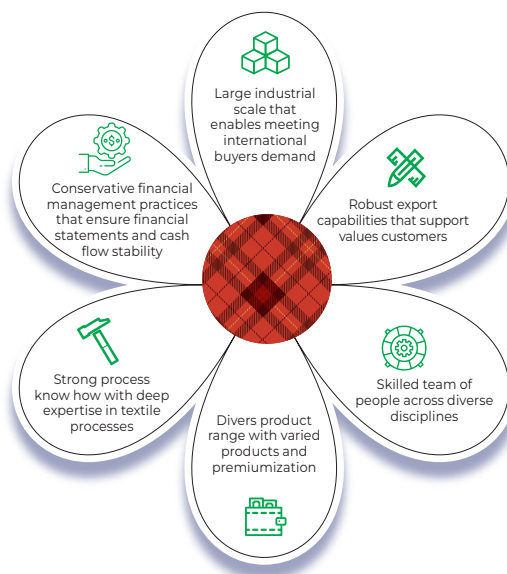 Large industrial
scale that
enables meeting
international
buyers demand
Conservative financial
management practices
that ensure financial
statements and cash
flow stability
Robust export
capabilities that support
values customers
Strong process
know how with deep
expertise in textile
processes
Skilled team of
people across diverse
disciplines
Divers product
range with varied
products and
premiumization